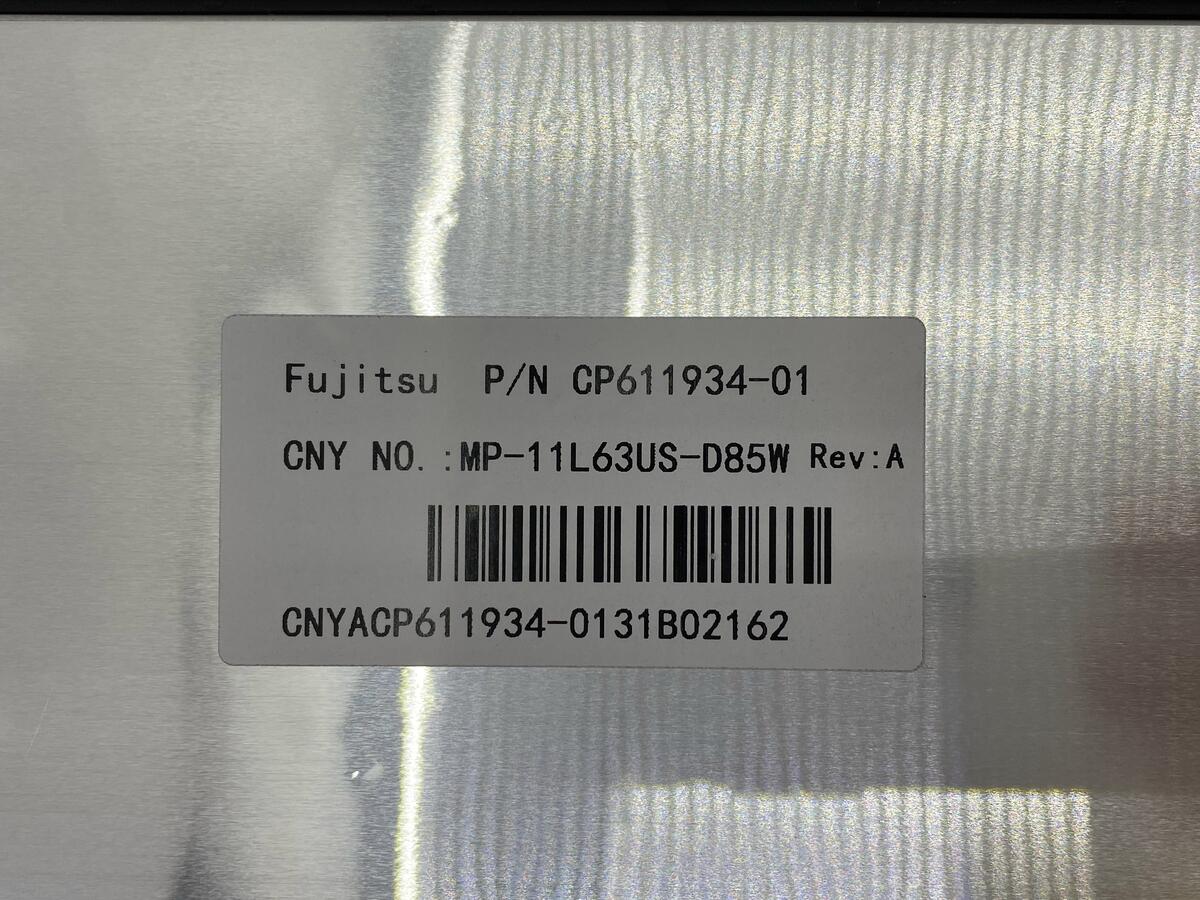 Fujitsu P/N CP611934-01
CNY NO.:MP-11L63US-D85W Rev:A
CNYACP611934-0131B02162